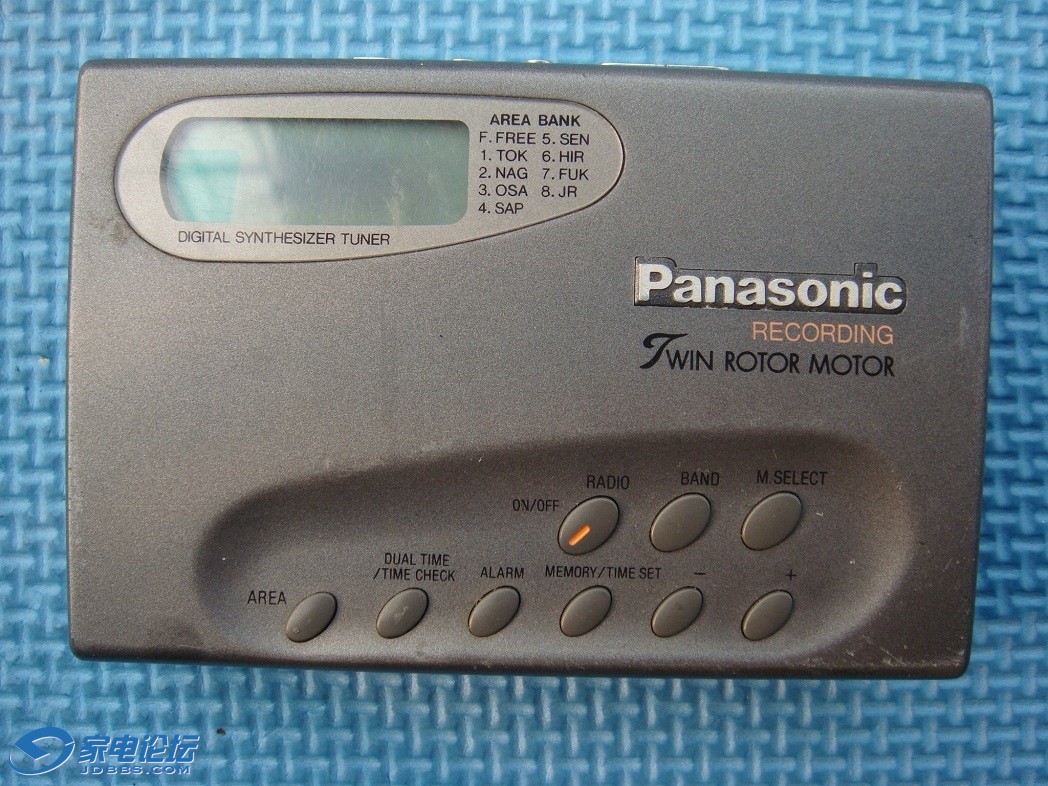 AREA BANK
F. FREE 5. SEN
1. TOK 6. HIR
2. NAG 7. FUK
3. OSA 8. JR
4. SAP
DIGITAL SYNTHESIZER TUNER
Panasonic
RECORDING
TWIN ROTOR MOTOR
RADIO BAND M.SELECT
ON/OFF
DUAL TIME
/TIME CHECK ALARM MEMORY/TIME SET − +
AREA
家电论坛
JDBBS.COM